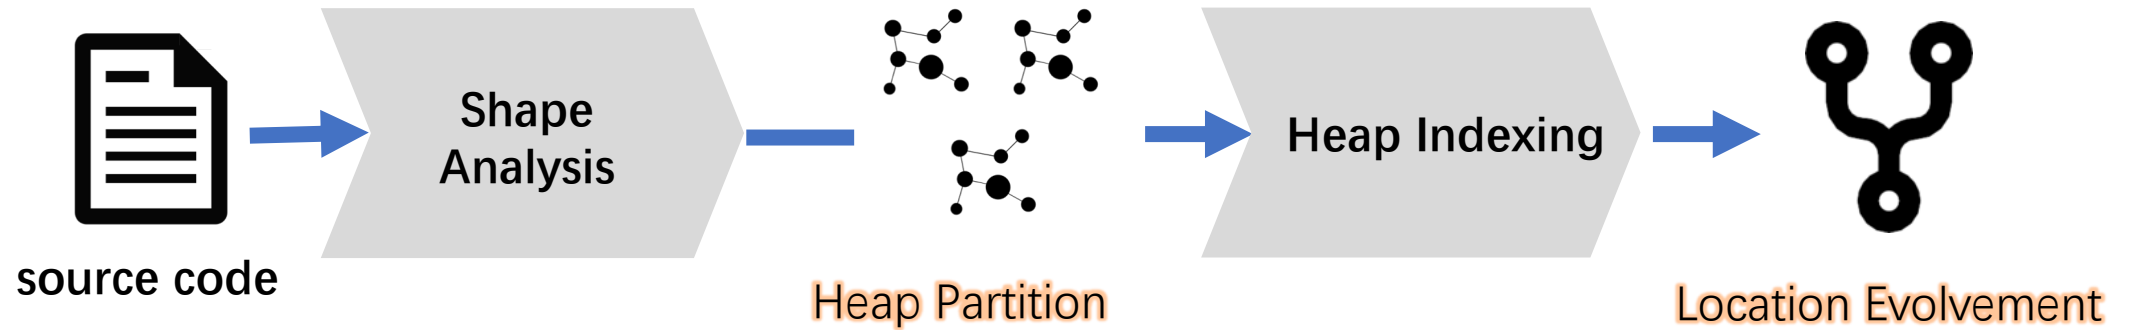 source code
Shape
Analysis
Heap Partition
Heap Indexing
Location Evolvement